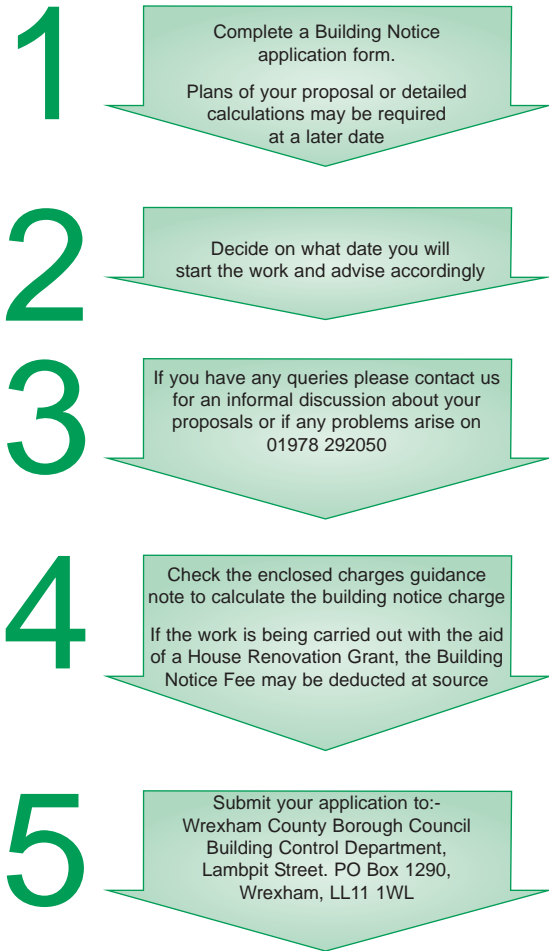 1
Complete a Building Notice
application form.
Plans of your proposal or detailed
calculations may be required
at a later date
2
Decide on what date you will
start the work and advise accordingly
3
If you have any queries please contact us
for an informal discussion about your
proposals or if any problems arise on
01978 292050
4
Check the enclosed charges guidance
note to calculate the building notice charge
If the work is being carried out with the aid
of a House Renovation Grant, the Building
Notice Fee may be deducted at source
5
Submit your application to:-
Wrexham County Borough Council
Building Control Department,
Lambpit Street. PO Box 1290,
Wrexham, LL11 1WL